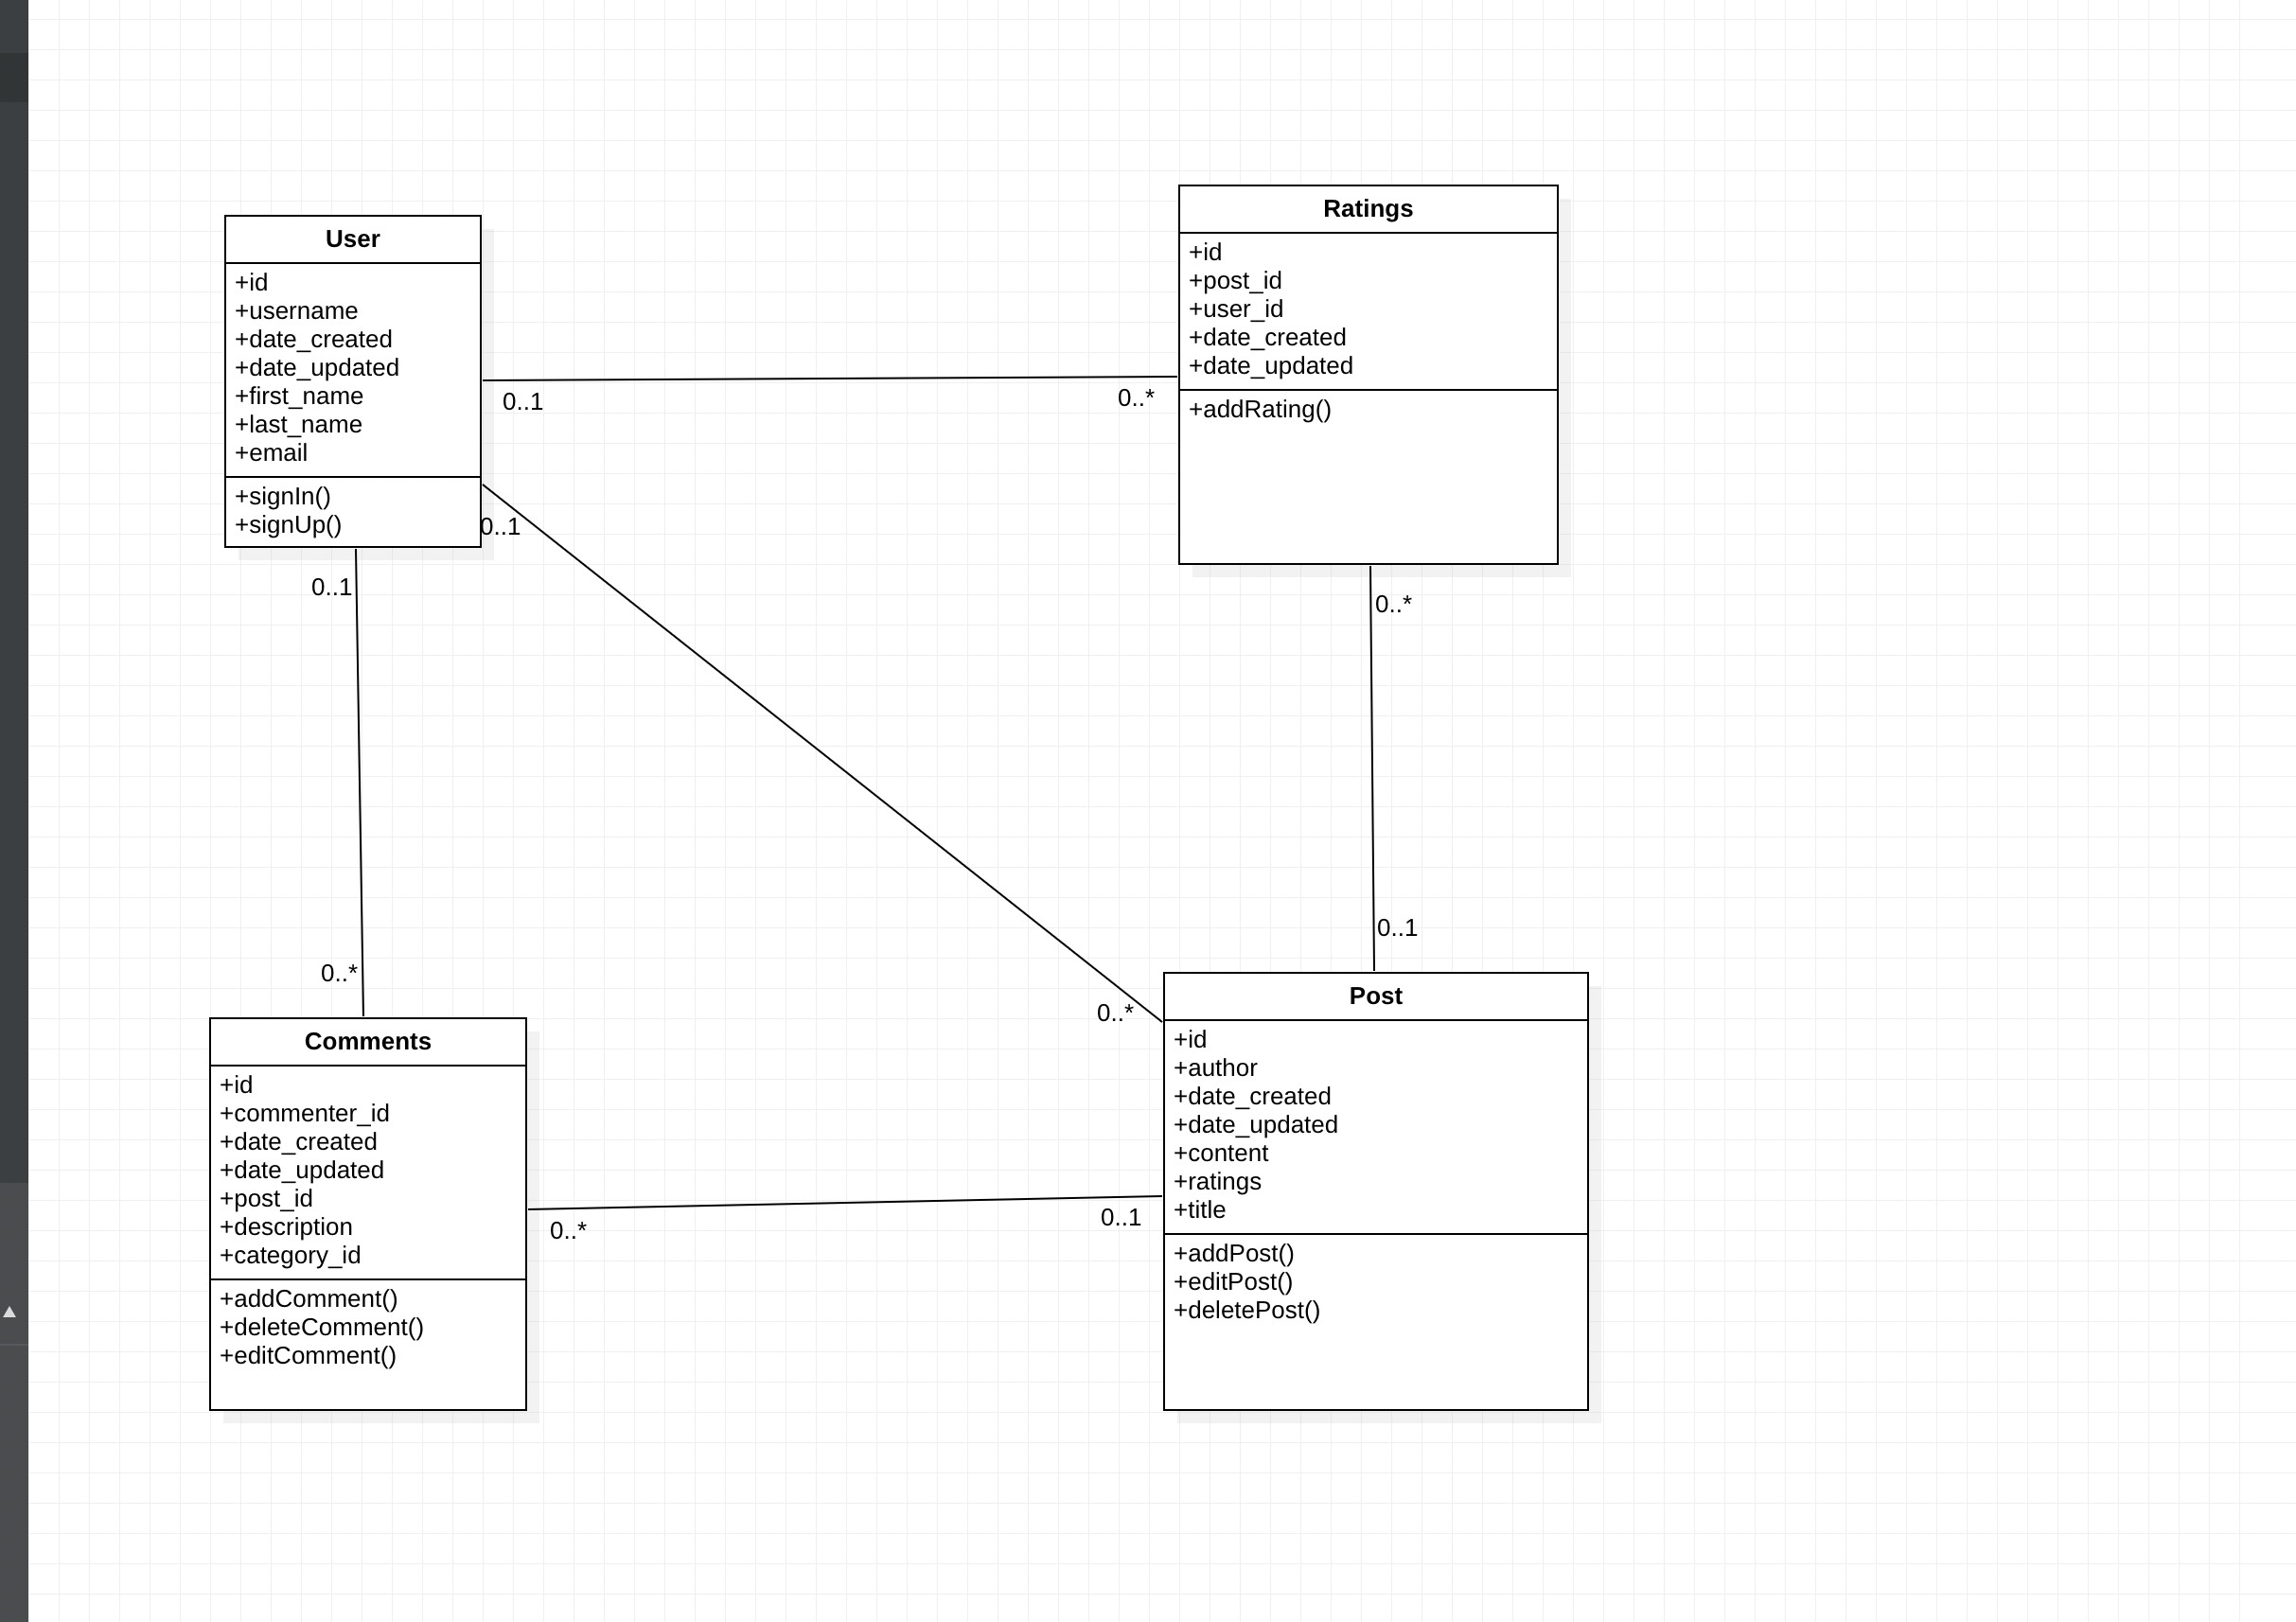 User
+id
+username
+date_created
+date_updated
+first_name
+last_name
+email
+signIn()
+signUp()
Ratings
+id
+post_id
+user_id
+date_created
+date_updated
+addRating()
0..1
0..*
0..1
0..1
0..*
0..*
0..1
0..*
Comments
+id
+commenter_id
+date_created
+date_updated
+post_id
+description
+category_id
+addComment()
+deleteComment()
+editComment()
0..*
0..1
Post
+id
+author
+date_created
+date_updated
+content
+ratings
+title
+addPost()
+editPost()
+deletePost()